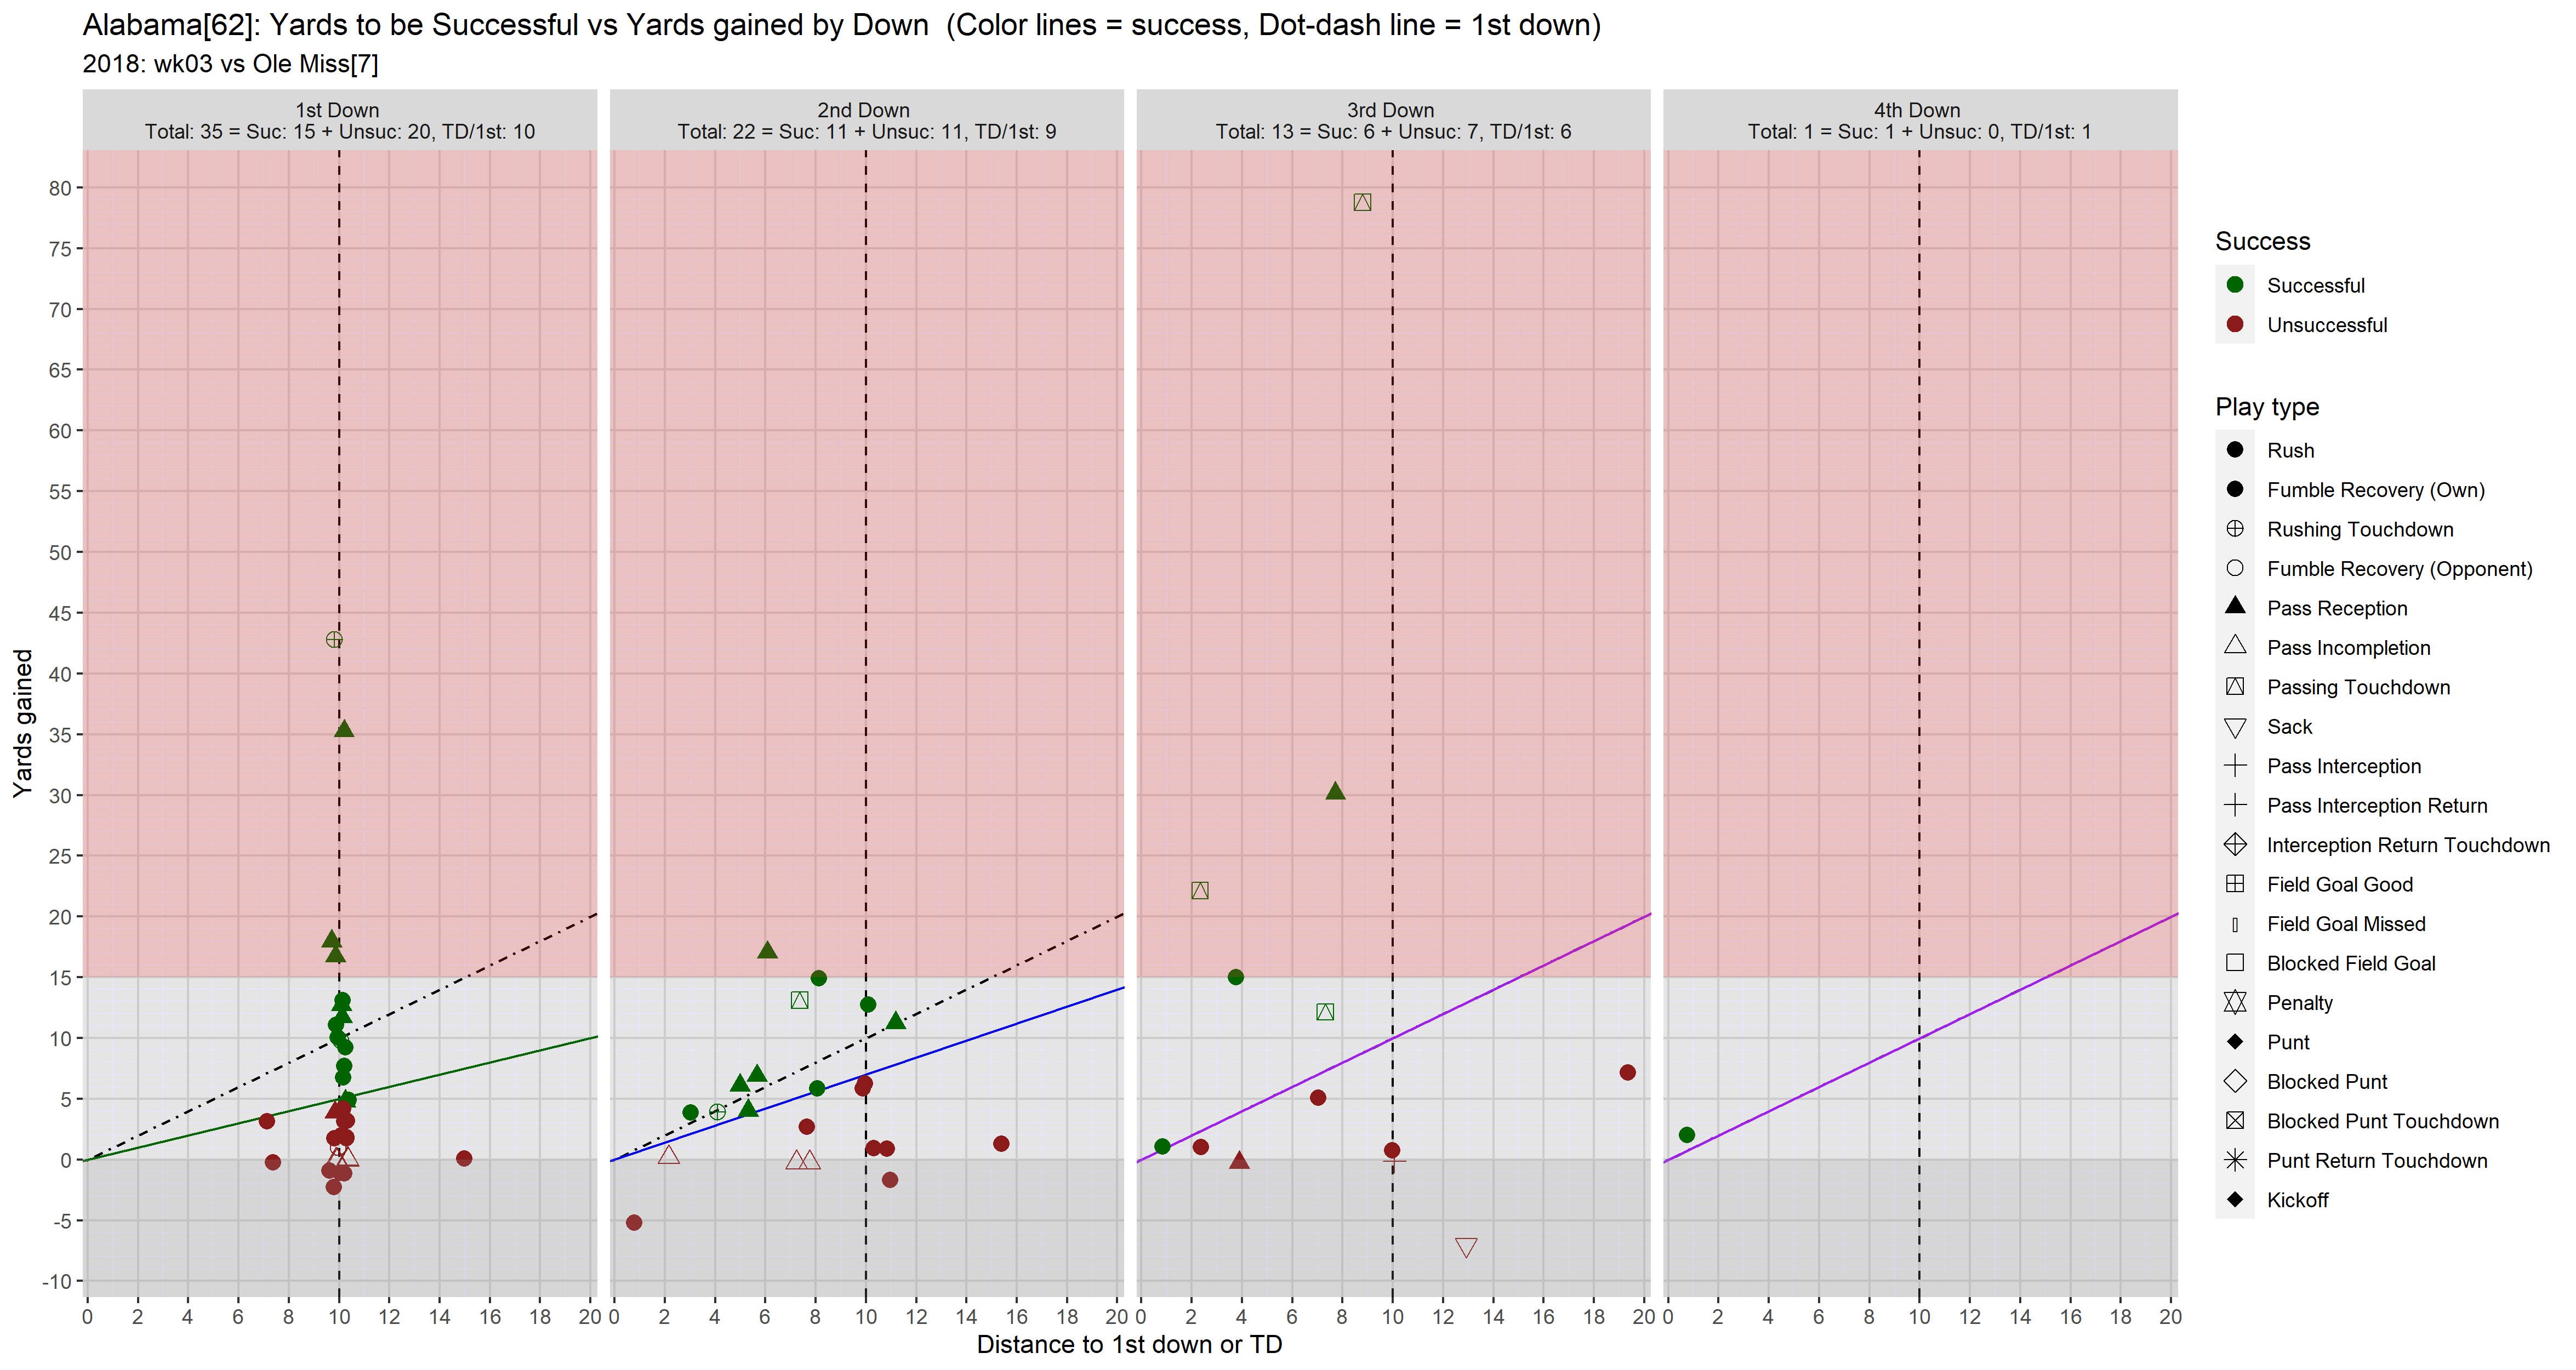 Alabama[62]: Yards to be Successful vs Yards gained by Down  (Color lines = success, Dot-dash line = 1st down)
2018: wk03 vs Ole Miss[7]
1st Down
Total: 35 = Suc: 15 + Unsuc: 20, TD/1st: 10
2nd Down
Total: 22 = Suc: 11 + Unsuc: 11, TD/1st: 9
3rd Down
Total: 13 = Suc: 6 + Unsuc: 7, TD/1st: 6
4th Down
Total: 1 = Suc: 1 + Unsuc: 0, TD/1st: 1
Yards gained
80
75
70
65
60
55
50
45
40
35
30
25
20
15
10
5
0
-5
-10
0 2 4 6 8 10 12 14 16 18 20
0 2 4 6 8 10 12 14 16 18 20
0 2 4 6 8 10 12 14 16 18 20
0 2 4 6 8 10 12 14 16 18 20
Distance to 1st down or TD
Success
Successful
Unsuccessful
Play type
Rush
Fumble Recovery (Own)
Rushing Touchdown
Fumble Recovery (Opponent)
Pass Reception
Pass Incompletion
Passing Touchdown
Sack
Pass Interception
Pass Interception Return
Interception Return Touchdown
Field Goal Good
Field Goal Missed
Blocked Field Goal
Penalty
Punt
Blocked Punt
Blocked Punt Touchdown
Punt Return Touchdown
Kickoff